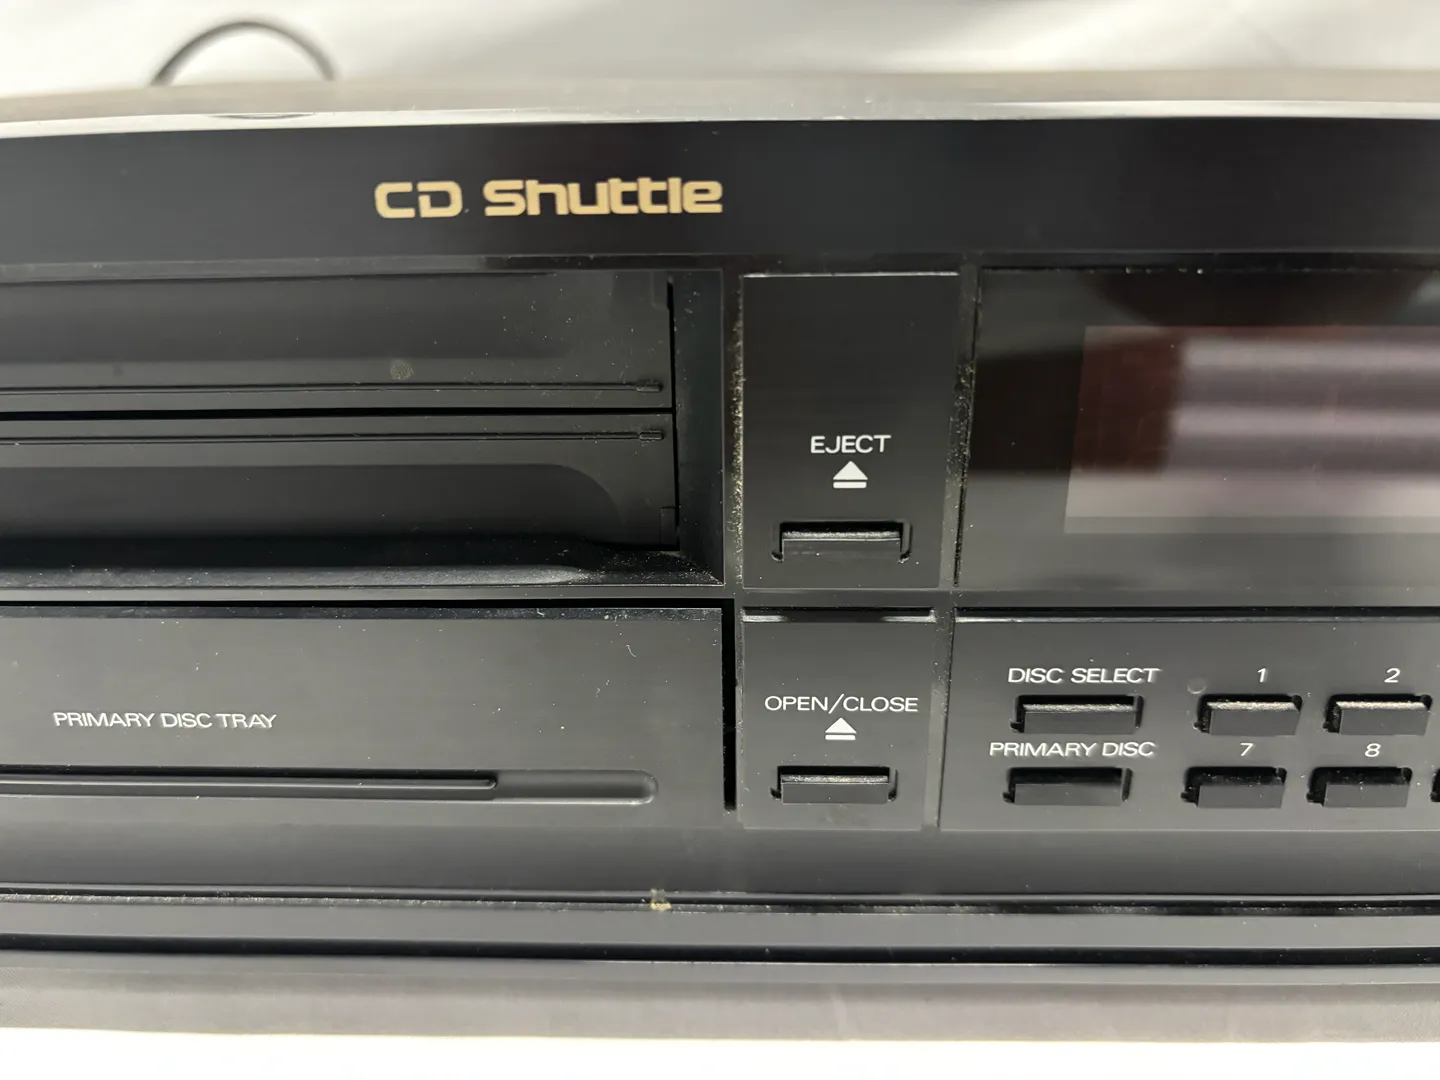 CD Shuttle
EJECT
DISC SELECT 1 2
OPEN/CLOSE
PRIMARY DISC TRAY
PRIMARY DISC 7 8